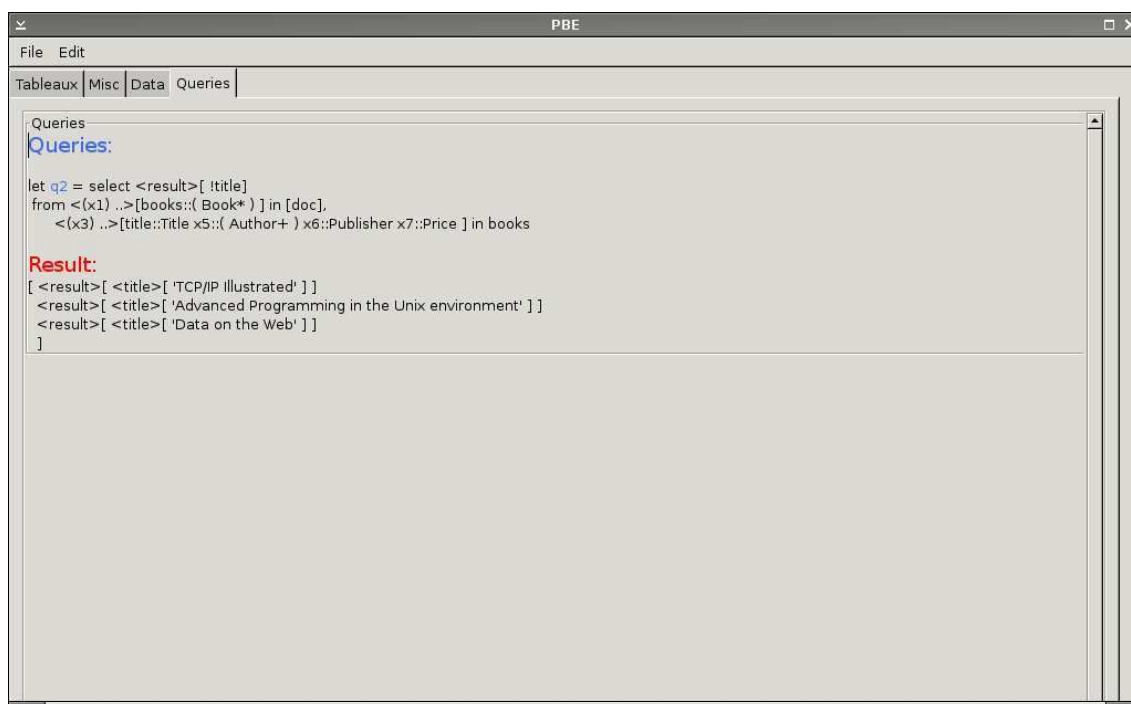 PBE
File Edit
Tableaux Misc Data Queries
Queries
Queries:
let q2 = select <result>[ !title]
from <(x1) ..>[books::( Book* ) ] in [doc],
<(x3) ..>[title::Title x5::( Author+ ) x6::Publisher x7::Price ] in books
Result:
[ <result>[ <title>[ 'TCP/IP Illustrated' ] ]
<result>[ <title>[ 'Advanced Programming in the Unix environment' ] ]
<result>[ <title>[ 'Data on the Web' ] ]
]